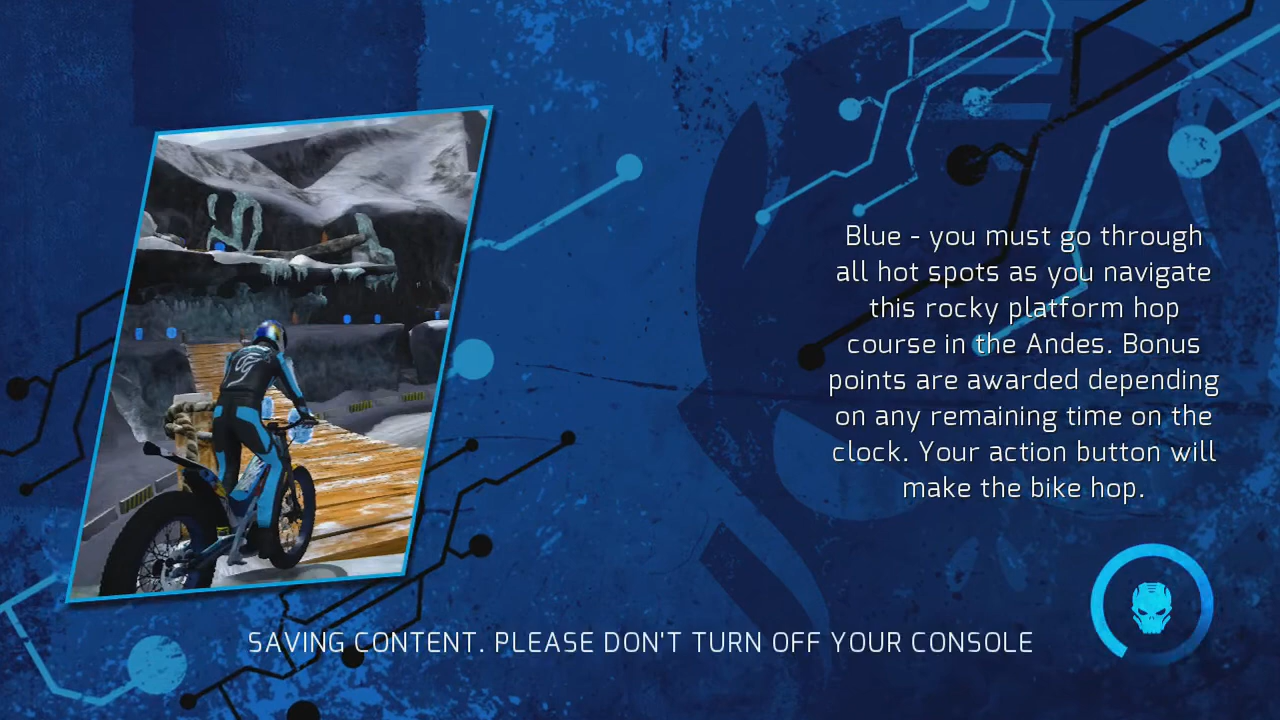 Blue - you must go through
all hot spots as you navigate
this rocky platform hop
course in the Andes. Bonus
points are awarded depending
on any remaining time on the
clock. Your action button will
make the bike hop.
SAVING CONTENT. PLEASE DON'T TURN OFF YOUR CONSOLE